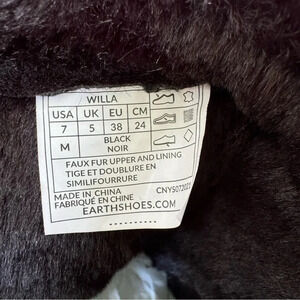 WILLA
USA UK EU CM
7 5 38 24
M BLACK
NOIR
FAUX FUR UPPER AND LINING
TIGE ET DOUBLURE EN
SIMILIFOURRURE
MADE IN CHINA
FABRIQUÉ EN CHINE
EARTHSHOES.COM